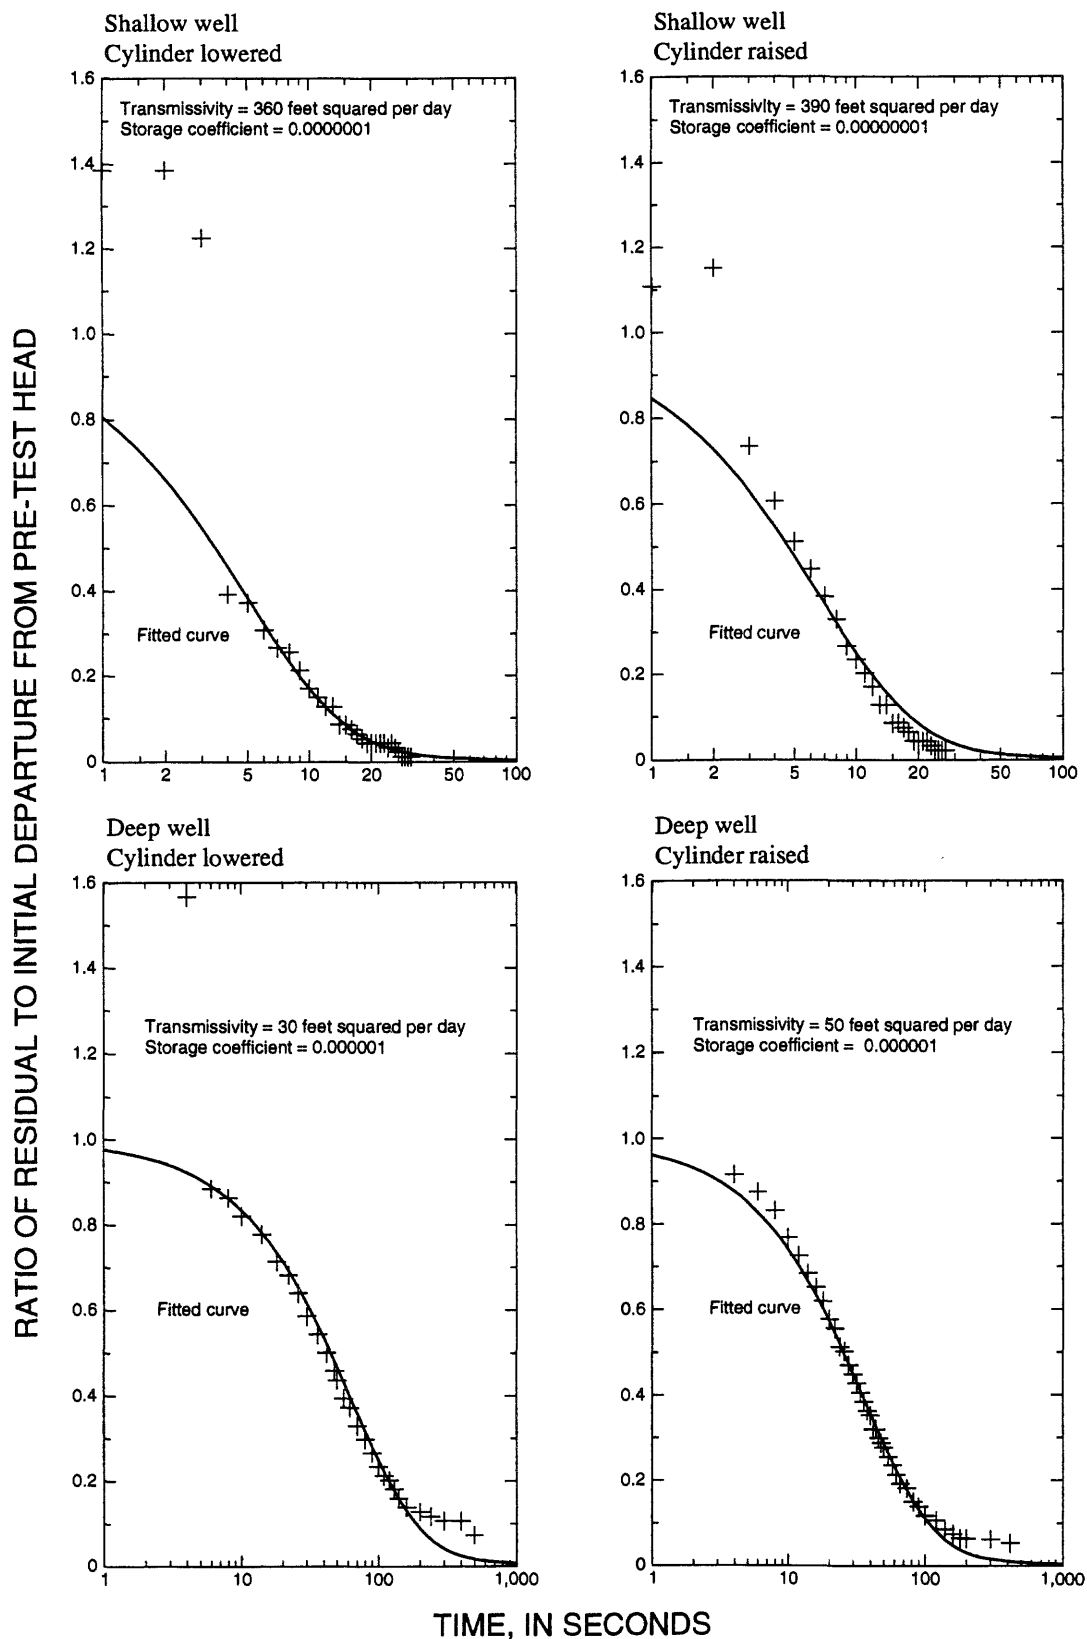 RATIO OF RESIDUAL TO INITIAL DEPARTURE FROM PRE-TEST HEAD
Shallow well
Cylinder lowered
1.6
1.4
1.2
1.0
0.8
0.6
0.4
0.2
0
Transmissivity = 360 feet squared per day
Storage coefficient = 0.0000001
Fitted curve
1 2 5 10 20 50 100
Shallow well
Cylinder raised
1.6
1.4
1.2
1.0
0.8
0.6
0.4
0.2
0
Transmissivity = 390 feet squared per day
Storage coefficient = 0.00000001
Fitted curve
1 2 5 10 20 50 100
Deep well
Cylinder lowered
1.6
1.4
1.2
1.0
0.8
0.6
0.4
0.2
0
Transmissivity = 30 feet squared per day
Storage coefficient = 0.000001
Fitted curve
1 10 100 1,000
Deep well
Cylinder raised
1.6
1.4
1.2
1.0
0.8
0.6
0.4
0.2
0
Transmissivity = 50 feet squared per day
Storage coefficient = 0.000001
Fitted curve
1 10 100 1,000
TIME, IN SECONDS